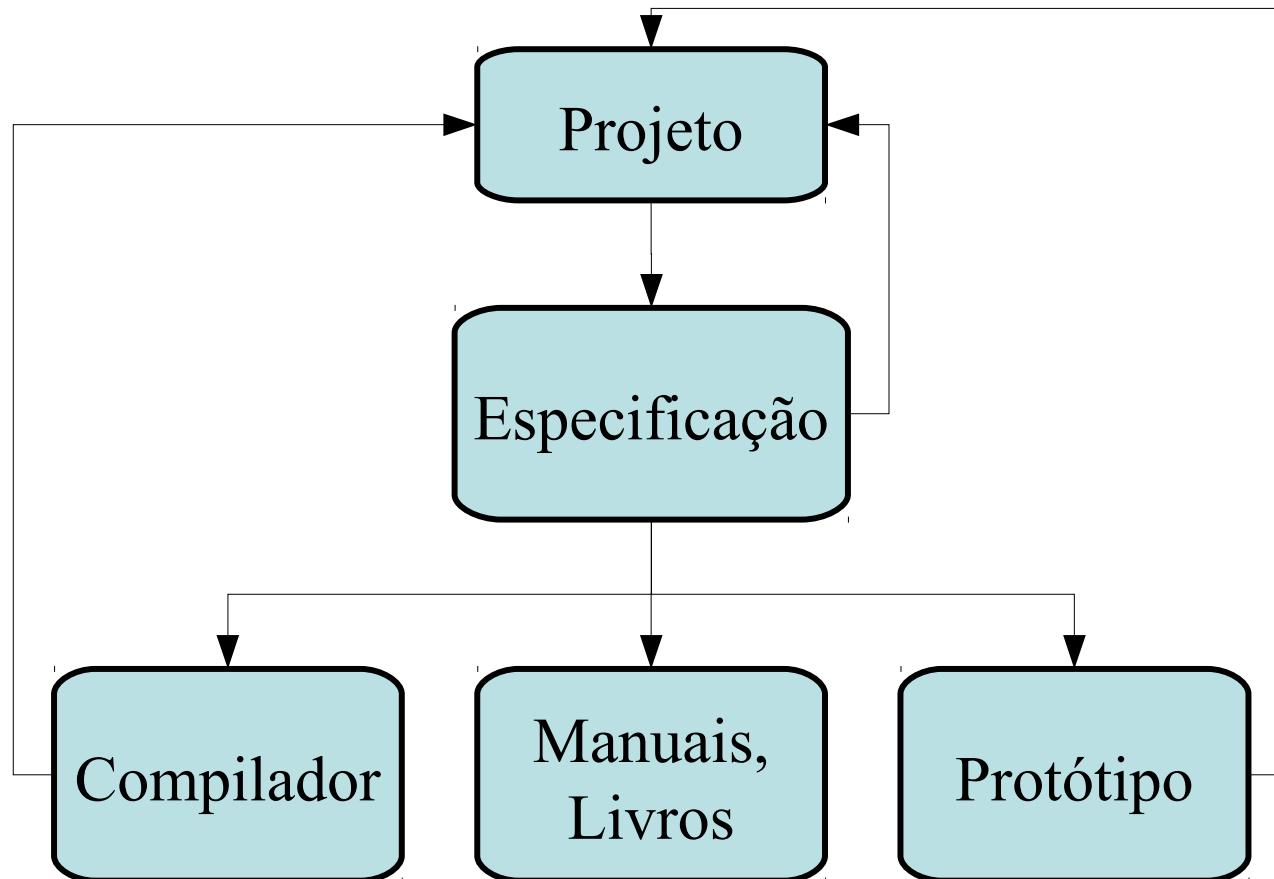 Projeto
Especificação
Compilador
Manuais,
Livros
Protótipo